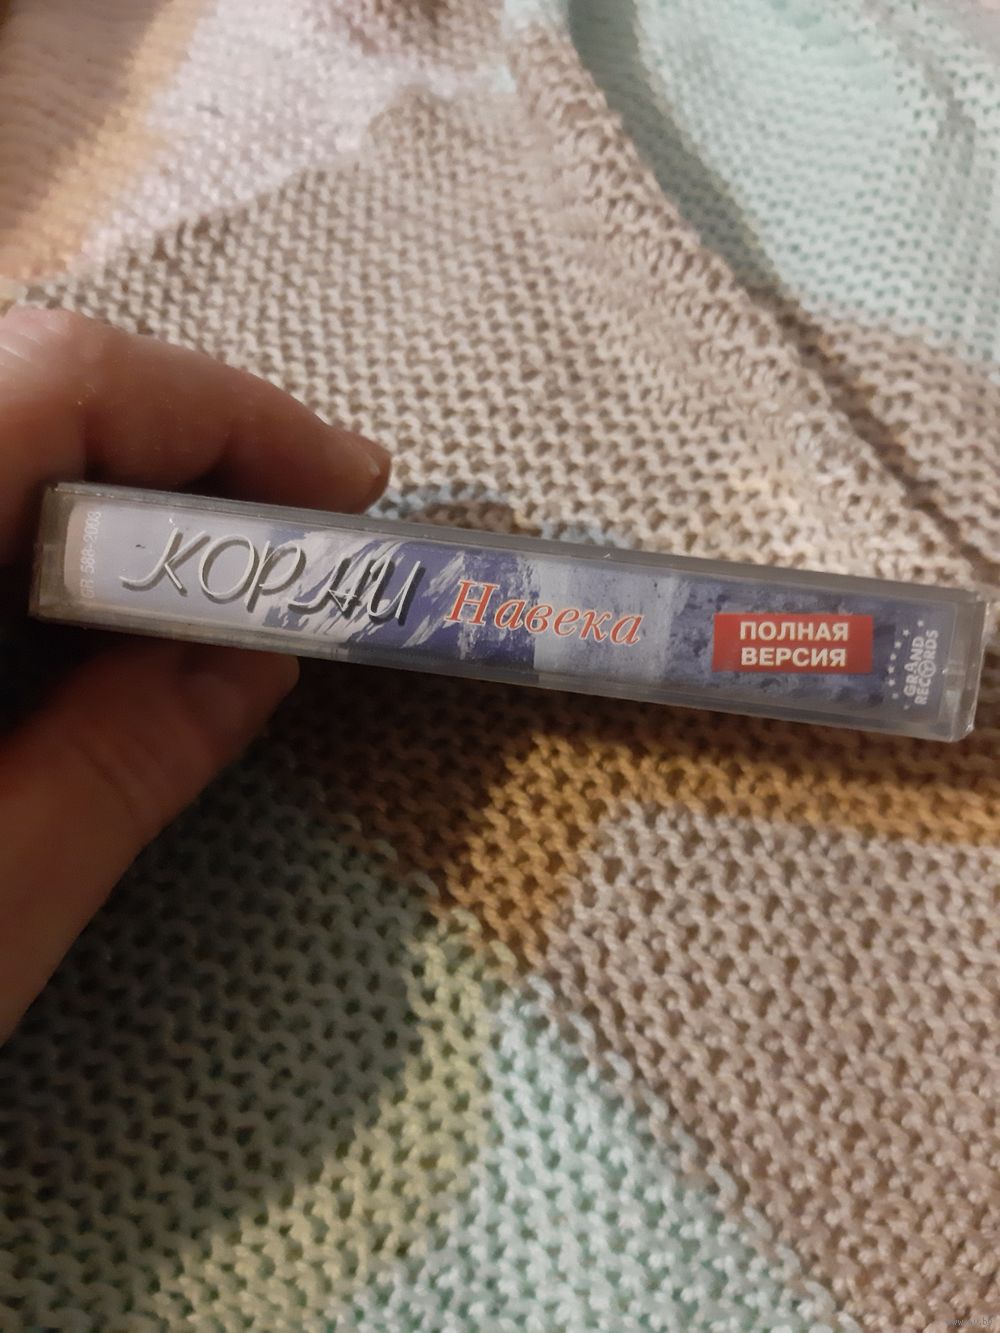 GR 588-2003
КОРНИ
Навека
ПОЛНАЯ
ВЕРСИЯ
GRAND
RECORDS